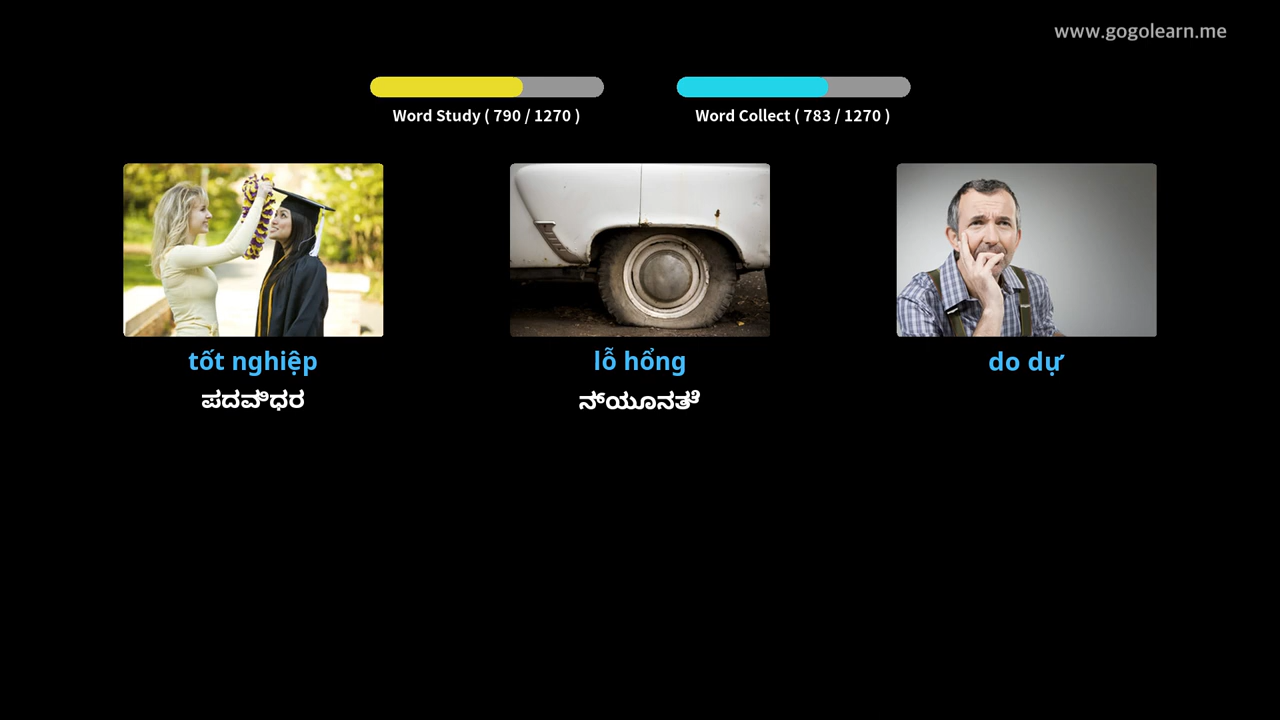 www.gogolearn.me
Word Study ( 790 / 1270 )
Word Collect ( 783 / 1270 )
tốt nghiệp
lỗ hổng
do dự
ಪದವಿಧರ
ನ್ಯೂನತೆ